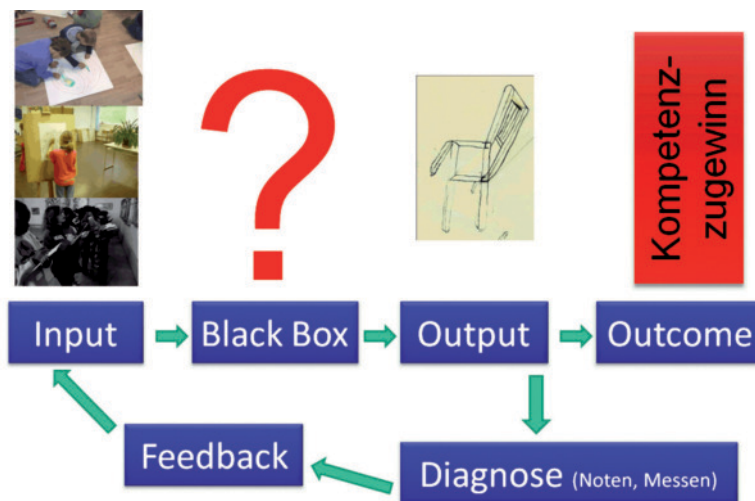 ?
Kompetenz-
zugewinn
Input
Black Box
Output
Outcome
Feedback
Diagnose (Noten, Messen)